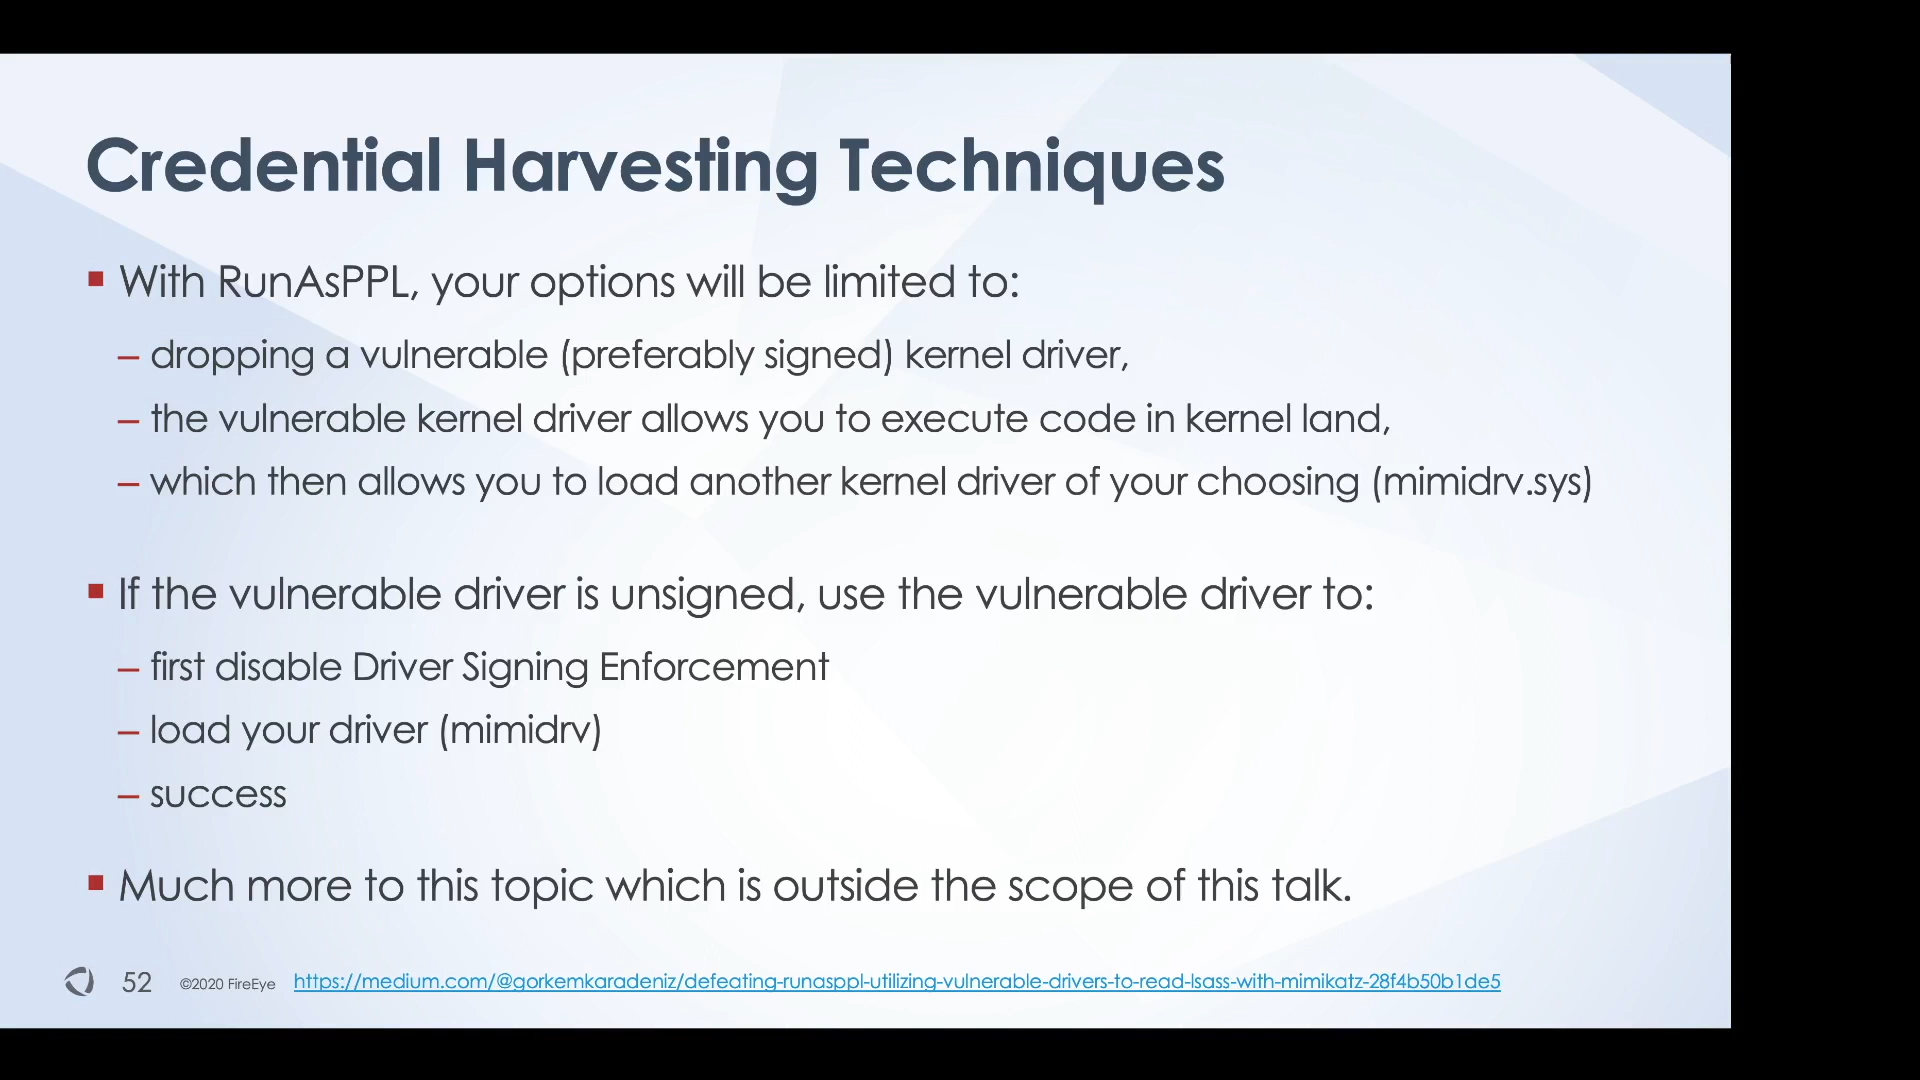 Credential Harvesting Techniques
▪ With RunAsPPL, your options will be limited to:
– dropping a vulnerable (preferably signed) kernel driver,
– the vulnerable kernel driver allows you to execute code in kernel land,
– which then allows you to load another kernel driver of your choosing (mimidrv.sys)
▪ If the vulnerable driver is unsigned, use the vulnerable driver to:
– first disable Driver Signing Enforcement
– load your driver (mimidrv)
– success
▪ Much more to this topic which is outside the scope of this talk.
52 ©2020 FireEye https://medium.com/@gorkemkaradeniz/defeating-runasppl-utilizing-vulnerable-drivers-to-read-lsass-with-mimikatz-28f4b50b1de5